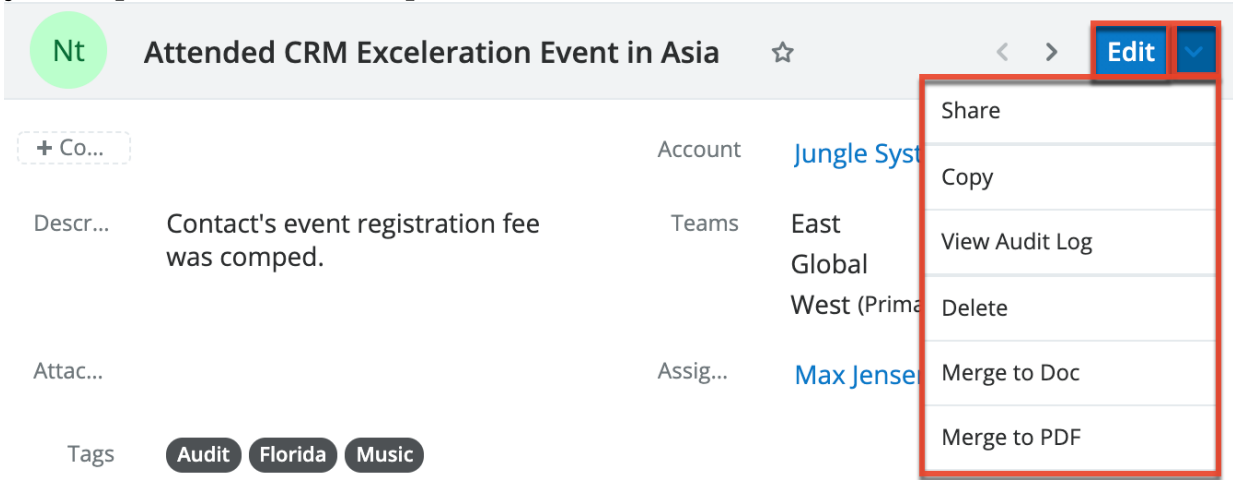 Nt Attended CRM Exceleration Event in Asia Edit
Share
+ Co... Account Jungle Syst
Copy
Descr... Contact's event registration fee Teams East
was comped. Global
View Audit Log
West (Prima
Delete
Attac... Assig... Max Jensen
Merge to Doc
Merge to PDF
Tags Audit Florida Music